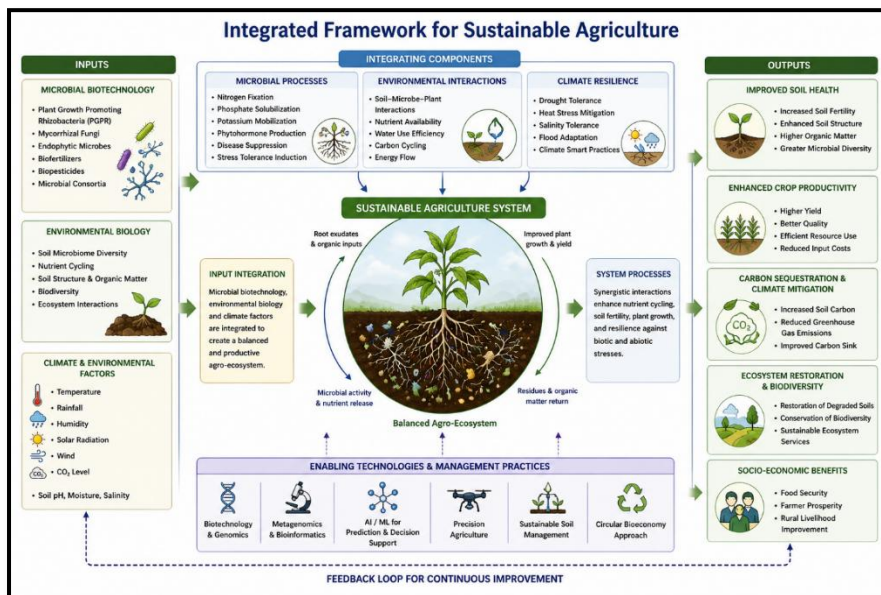 Integrated Framework for Sustainable Agriculture
INPUTS
MICROBIAL BIOTECHNOLOGY
• Plant Growth Promoting
Rhizobacteria (PGPR)
• Mycorrhizal Fungi
• Endophytic Microbes
• Biofertilizers
• Biopesticides
• Microbial Consortia
ENVIRONMENTAL BIOLOGY
• Soil Microbiome Diversity
• Nutrient Cycling
• Soil Structure & Organic Matter
• Biodiversity
• Ecosystem Interactions
CLIMATE & ENVIRONMENTAL
FACTORS
• Temperature
• Rainfall
• Humidity
• Solar Radiation
• Wind
CO₂
• CO₂ Level
• Soil pH, Moisture, Salinity
INTEGRATING COMPONENTS
MICROBIAL PROCESSES
• Nitrogen Fixation
• Phosphate Solubilization
• Potassium Mobilization
• Phytohormone Production
• Disease Suppression
• Stress Tolerance Induction
ENVIRONMENTAL INTERACTIONS
• Soil–Microbe–Plant
Interactions
• Nutrient Availability
• Water Use Efficiency
• Carbon Cycling
• Energy Flow
CLIMATE RESILIENCE
• Drought Tolerance
• Heat Stress Mitigation
• Salinity Tolerance
• Flood Adaptation
• Climate Smart Practices
SUSTAINABLE AGRICULTURE SYSTEM
Root exudates
& organic inputs
Improved plant
growth & yield
INPUT INTEGRATION
Microbial biotechnology,
environmental biology
and climate factors
are integrated to
create a balanced
and productive
agro-ecosystem.
SYSTEM PROCESSES
Synergistic interactions
enhance nutrient cycling,
soil fertility, plant growth,
and resilience against
biotic and abiotic
stresses.
Microbial activity
& nutrient release
Residues & organic
matter return
Balanced Agro-Ecosystem
ENABLING TECHNOLOGIES & MANAGEMENT PRACTICES
Biotechnology
& Genomics
Metagenomics
& Bioinformatics
AI / ML for
Prediction & Decision
Support
Precision
Agriculture
Sustainable Soil
Management
Circular Bioeconomy
Approach
OUTPUTS
IMPROVED SOIL HEALTH
• Increased Soil Fertility
• Enhanced Soil Structure
• Higher Organic Matter
• Greater Microbial Diversity
ENHANCED CROP PRODUCTIVITY
• Higher Yield
• Better Quality
• Efficient Resource Use
• Reduced Input Costs
CARBON SEQUESTRATION &
CLIMATE MITIGATION
CO₂
• Increased Soil Carbon
• Reduced Greenhouse
Gas Emissions
• Improved Carbon Sink
ECOSYSTEM RESTORATION
& BIODIVERSITY
• Restoration of Degraded Soils
• Conservation of Biodiversity
• Sustainable Ecosystem
Services
SOCIO-ECONOMIC BENEFITS
• Food Security
• Farmer Prosperity
• Rural Livelihood
Improvement
FEEDBACK LOOP FOR CONTINUOUS IMPROVEMENT